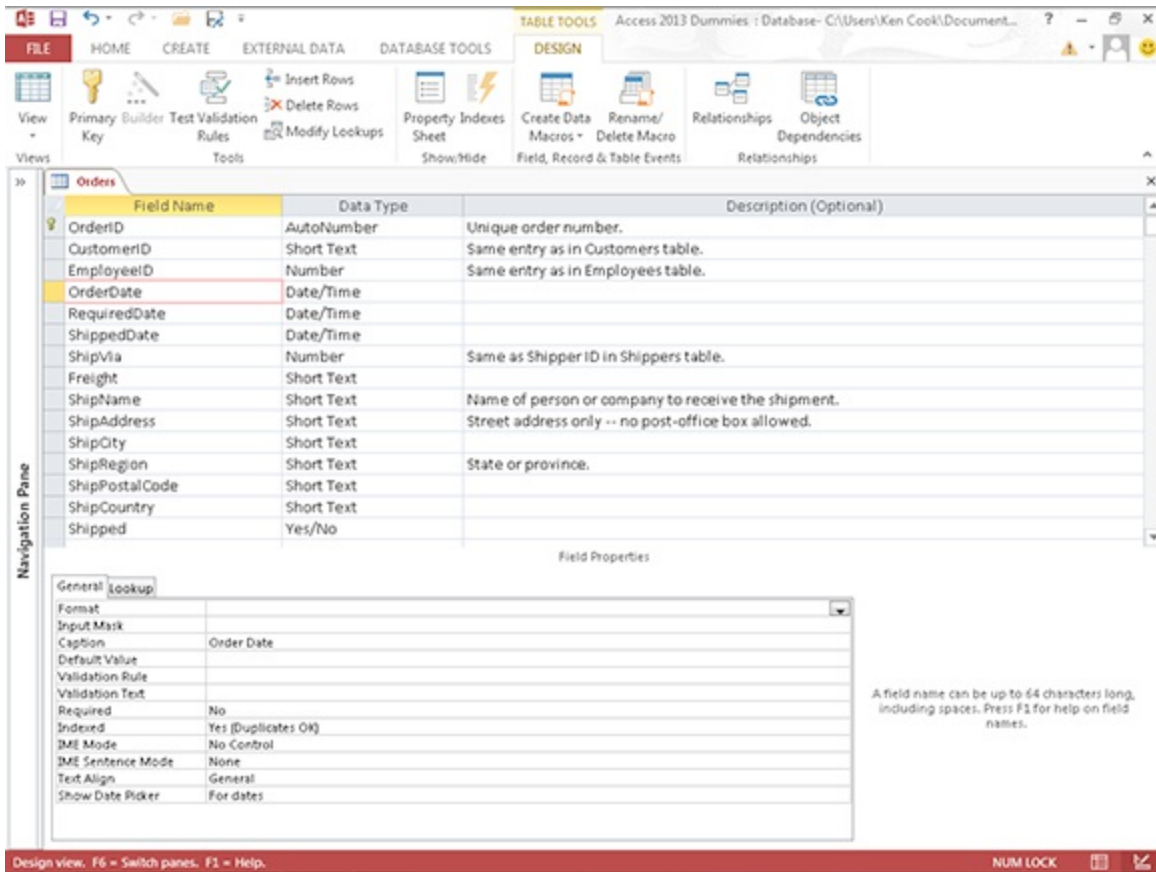 TABLE TOOLS Access 2013 Dummies : Database- C:\Users\Ken Cook\Document... ?
FILE HOME CREATE EXTERNAL DATA DATABASE TOOLS DESIGN
View
Primary Key
Builder
Test Validation Rules
Insert Rows
Delete Rows
Modify Lookups
Property Sheet
Indexes
Create Data Macros
Rename/ Delete Macro
Relationships
Object Dependencies
Views Tools Show/Hide Field, Record & Table Events Relationships
Orders
Field Name Data Type Description (Optional)
OrderID AutoNumber Unique order number.
CustomerID Short Text Same entry as in Customers table.
EmployeeID Number Same entry as in Employees table.
OrderDate Date/Time
RequiredDate Date/Time
ShippedDate Date/Time
ShipVia Number Same as Shipper ID in Shippers table.
Freight Short Text
ShipName Short Text Name of person or company to receive the shipment.
ShipAddress Short Text Street address only -- no post-office box allowed.
ShipCity Short Text
ShipRegion Short Text State or province.
ShipPostalCode Short Text
ShipCountry Short Text
Shipped Yes/No
Navigation Pane
Field Properties
General Lookup
Format
Input Mask
Caption Order Date
Default Value
Validation Rule
Validation Text
Required No
Indexed Yes (Duplicates OK)
IME Mode No Control
IME Sentence Mode None
Text Align General
Show Date Picker For dates
A field name can be up to 64 characters long,
including spaces. Press F1 for help on field
names.
Design view. F6 = Switch panes. F1 = Help. NUM LOCK